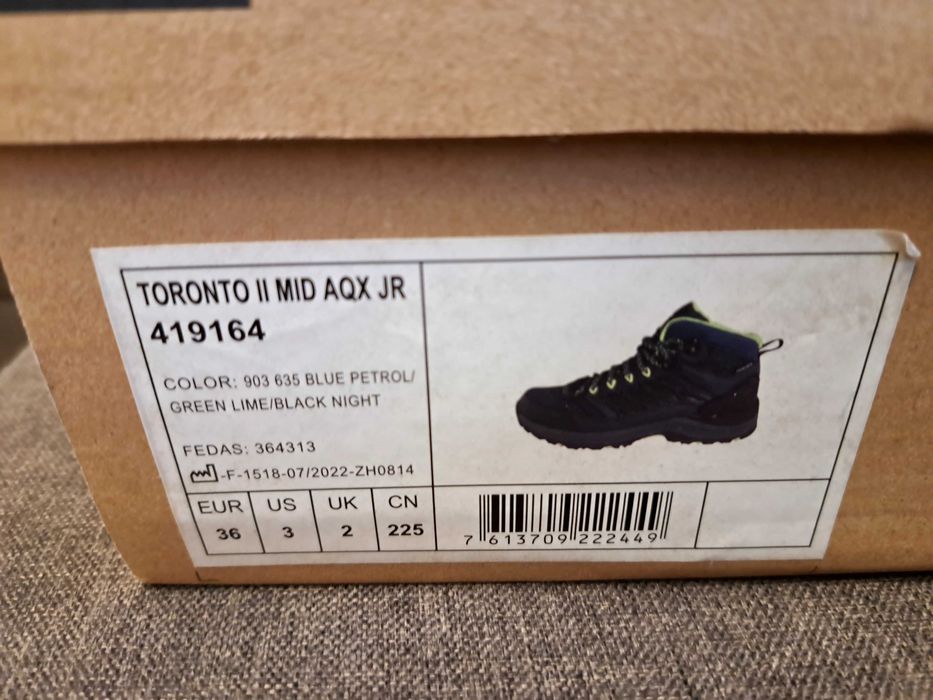 TORONTO II MID AQX JR
419164
COLOR: 903 635 BLUE PETROL/
GREEN LIME/BLACK NIGHT
FEDAS: 364313
-F-1518-07/2022-ZH0814
EUR US UK CN
36 3 2 225
7 613709 222449